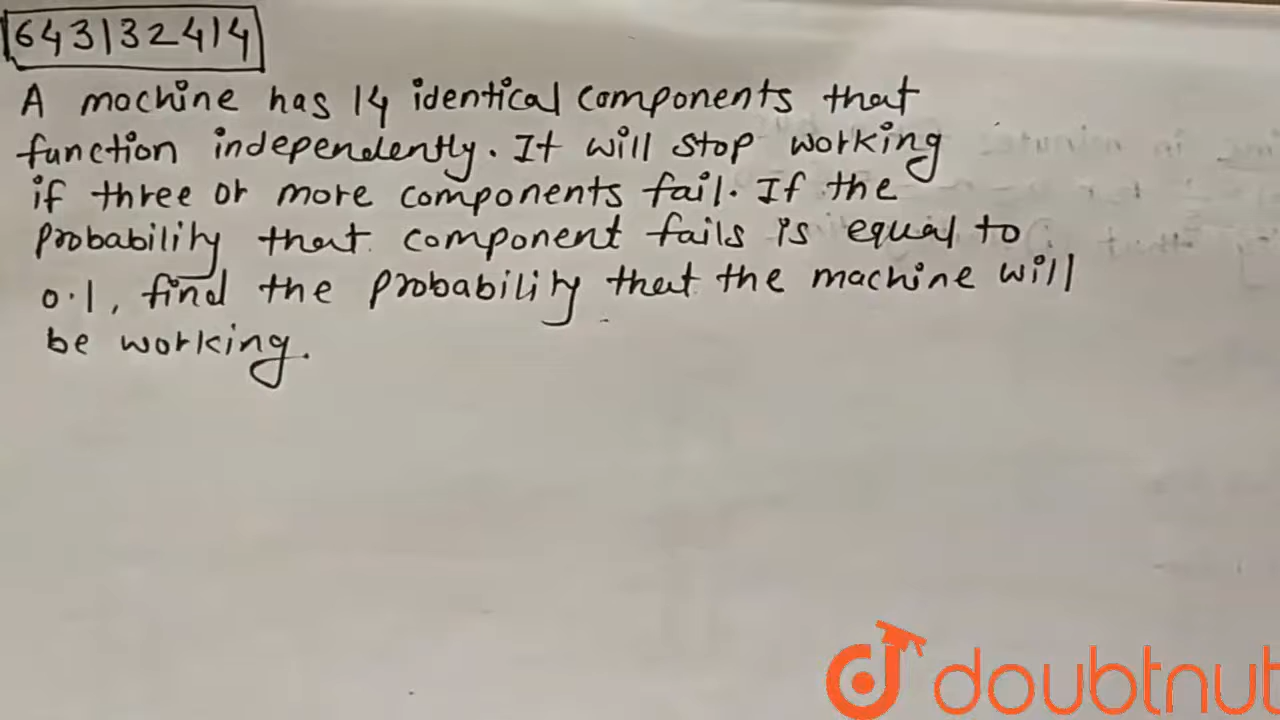 643132414
A machine has 14 identical components that
function independently. It will stop working
if three or more components fail. If the
probability that component fails is equal to
0.1, find the probability that the machine will
be working.
doubtnut